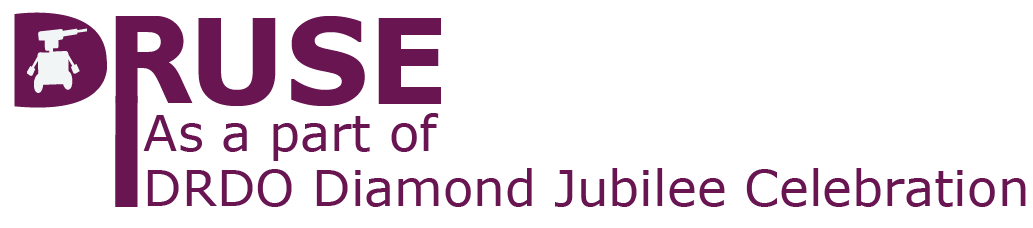 DRUSE
As a part of
DRDO Diamond Jubilee Celebration